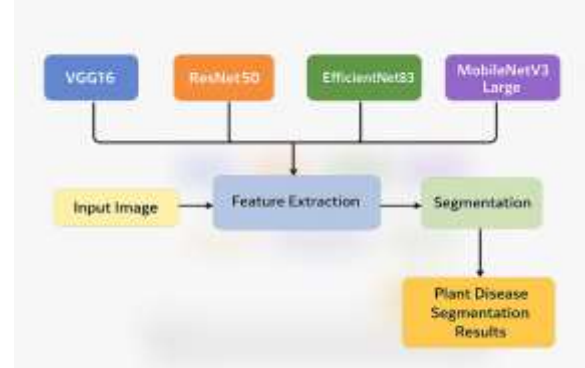 VGG16
ResNet50
EfficientNetB3
MobileNetV3
Large
Input Image
Feature Extraction
Segmentation
Plant Disease
Segmentation
Results